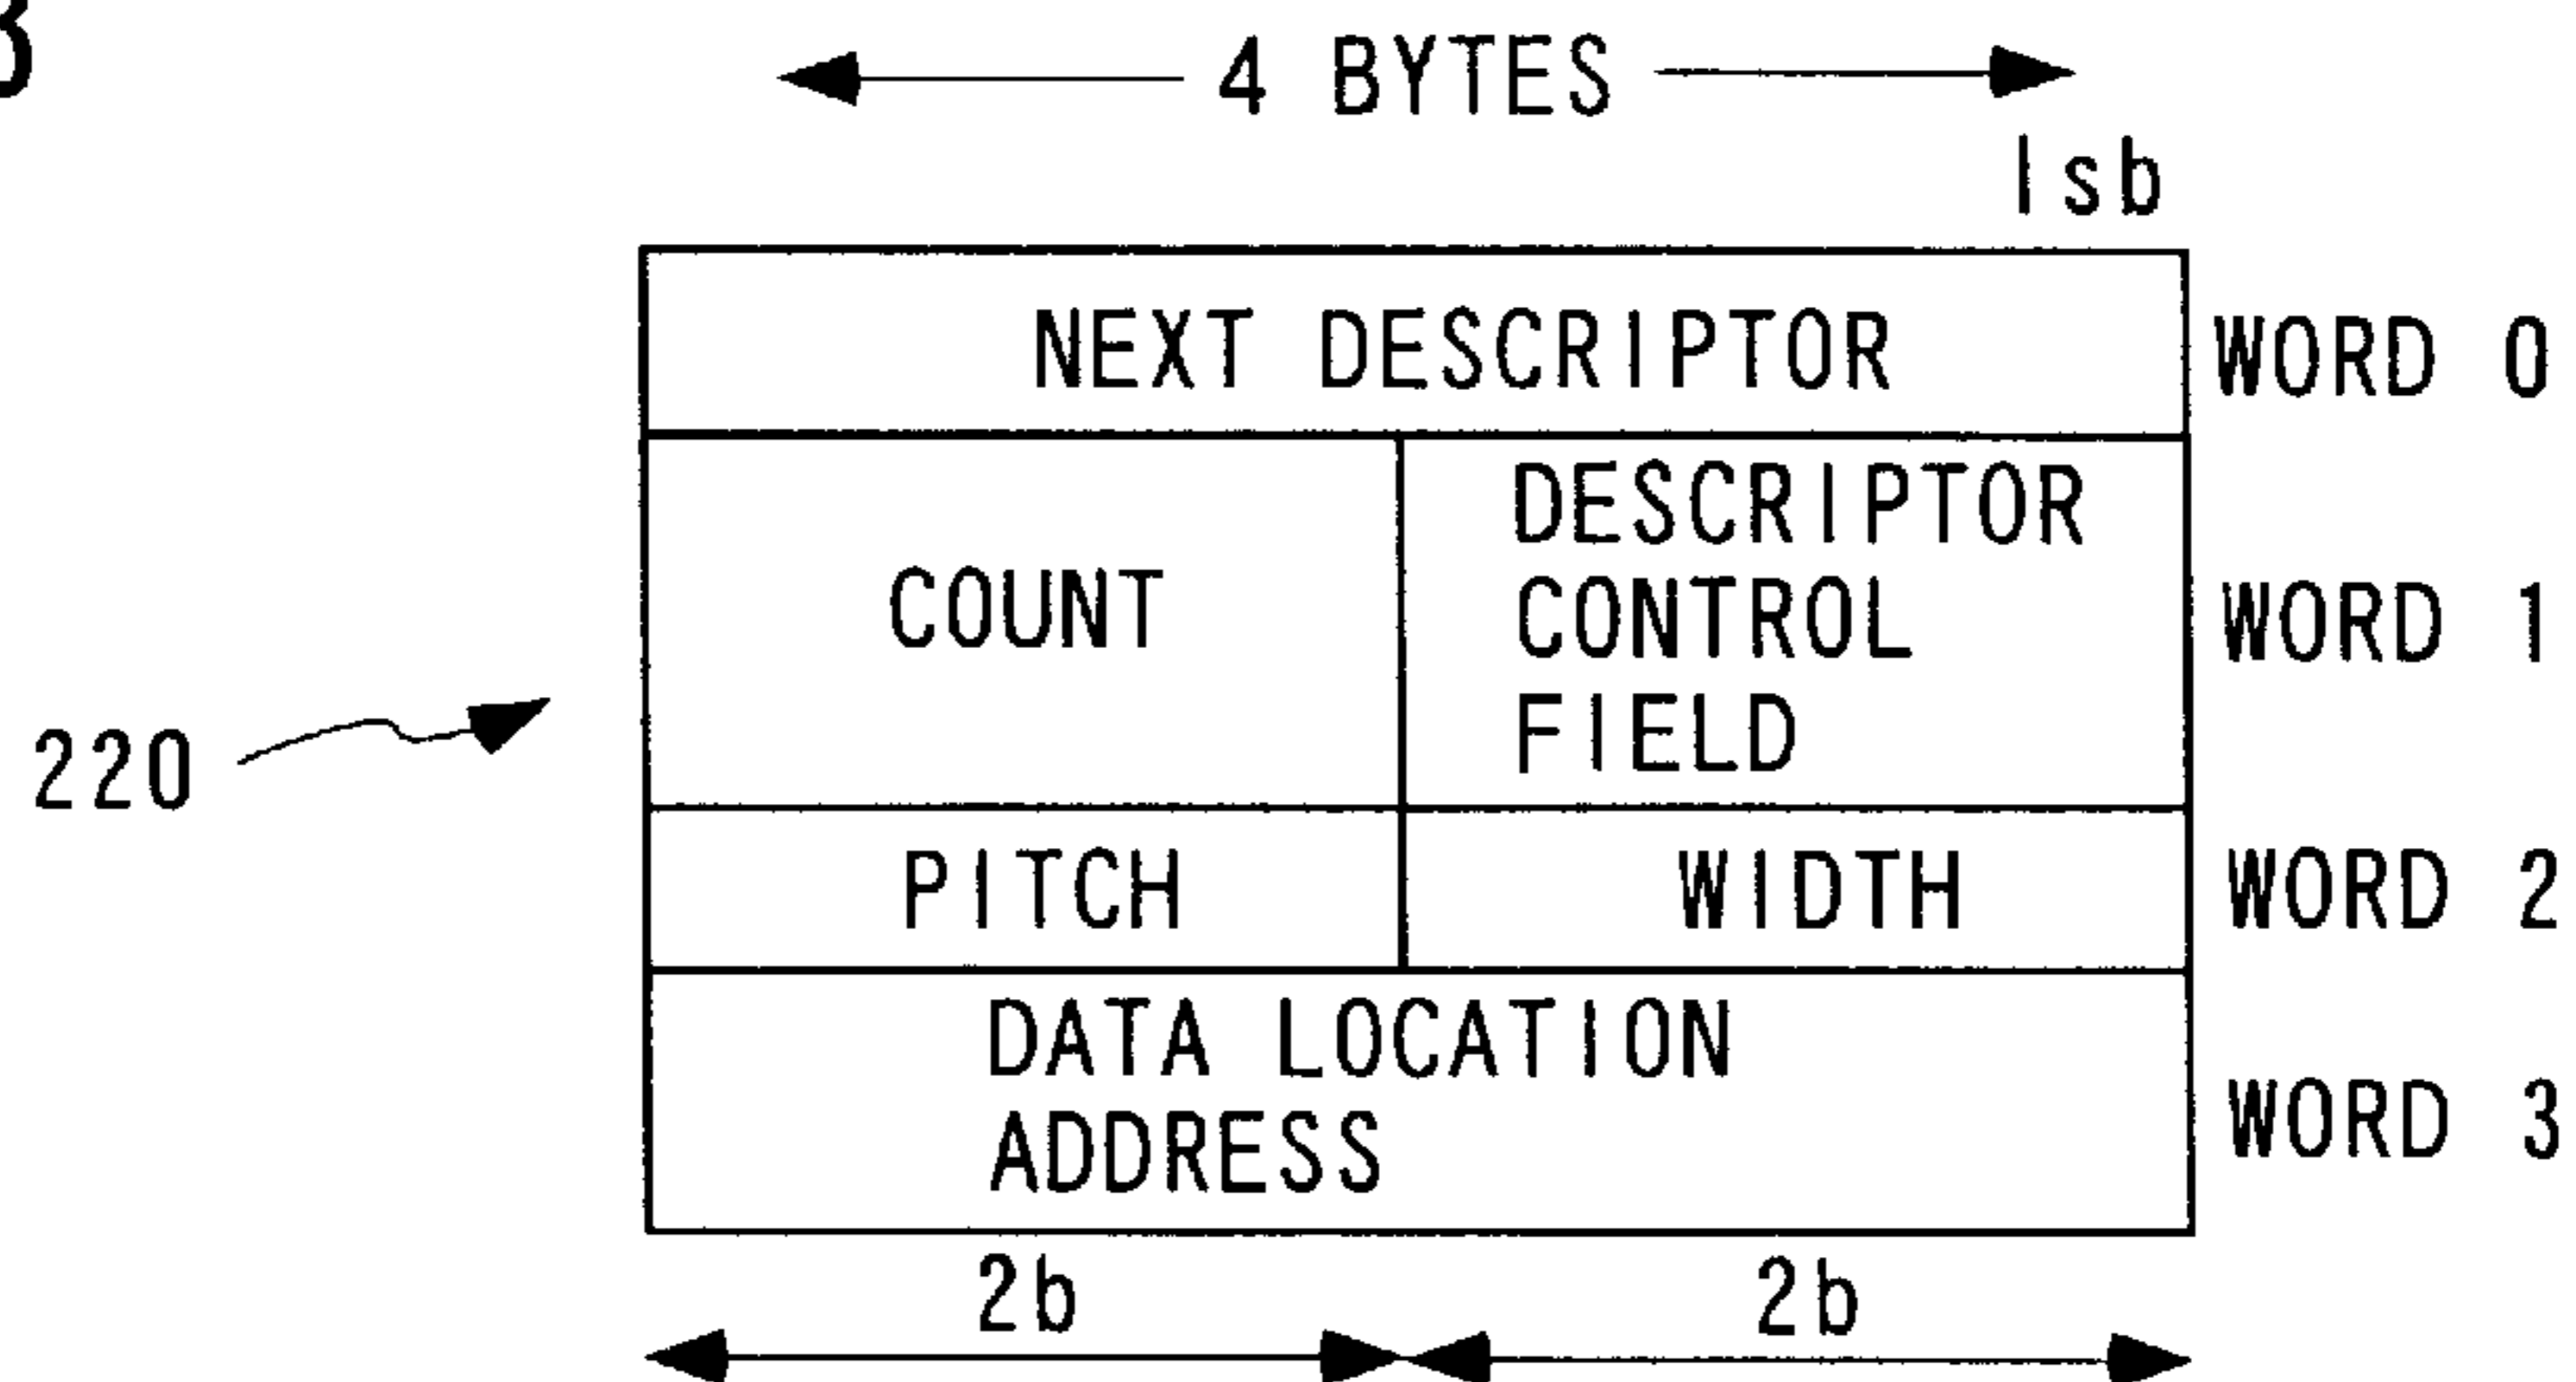 4 BYTES
lsb
NEXT DESCRIPTOR WORD 0
COUNT
DESCRIPTOR
CONTROL
FIELD
WORD 1
220
PITCH WIDTH WORD 2
DATA LOCATION
ADDRESS
WORD 3
2b 2b